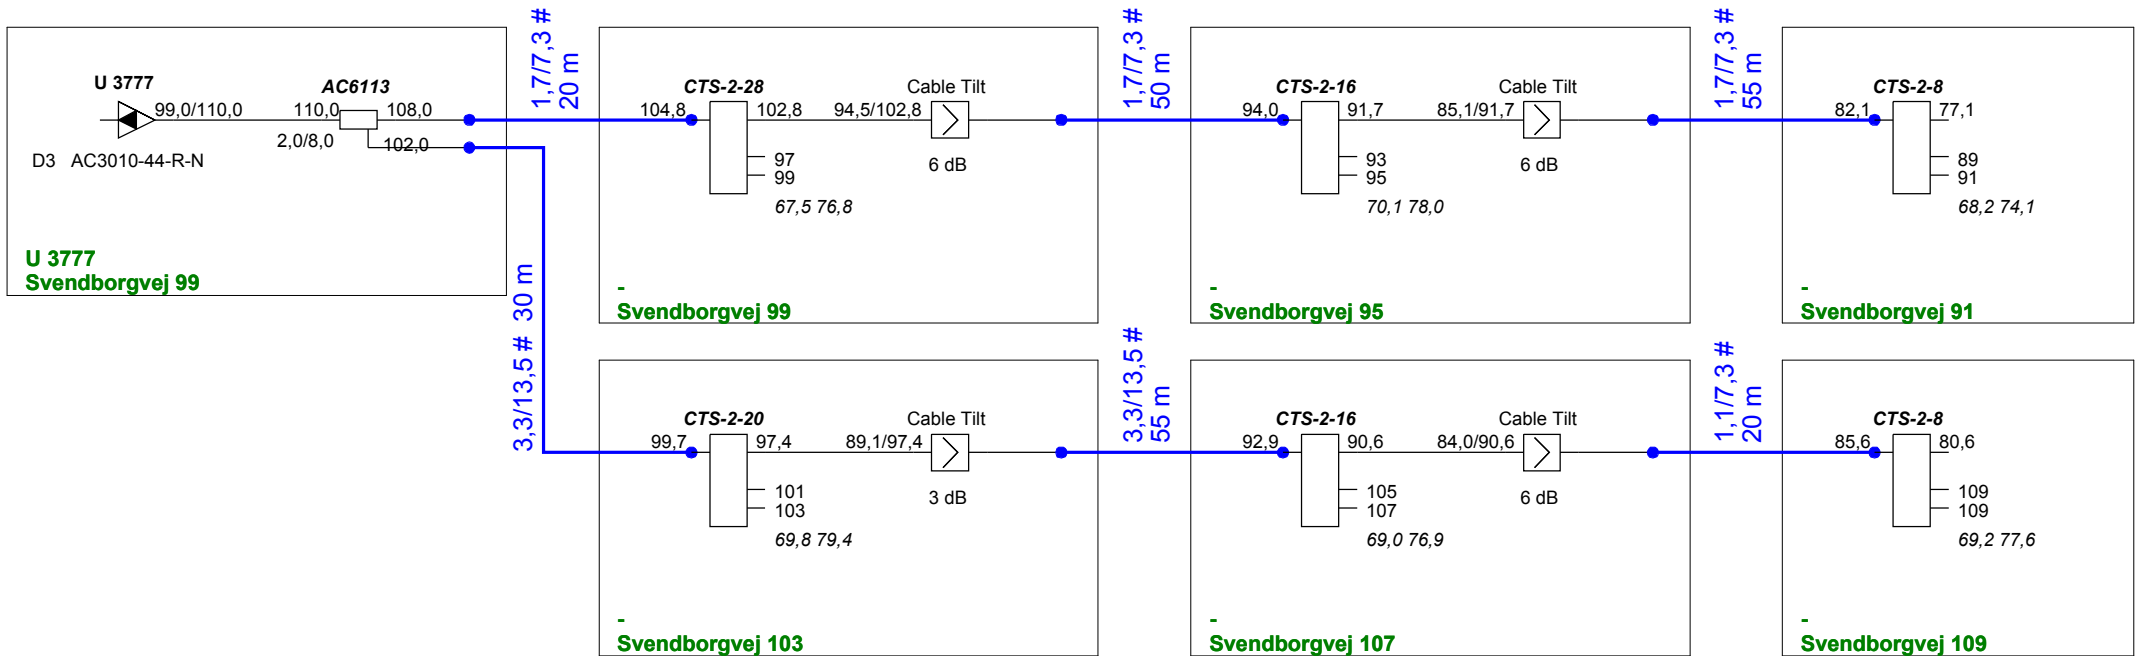 U 3777
99,0/110,0
D3 AC3010-44-R-N
AC6113
110,0 108,0
2,0/8,0 102,0
U 3777
Svendborgvej 99
1,7/7,3 #
20 m
CTS-2-28
104,8 102,8
97
99
67,5 76,8
Cable Tilt
94,5/102,8
6 dB
-
Svendborgvej 99
1,7/7,3 #
50 m
CTS-2-16
94,0 91,7
93
95
70,1 78,0
Cable Tilt
85,1/91,7
6 dB
-
Svendborgvej 95
1,7/7,3 #
55 m
CTS-2-8
82,1 77,1
89
91
68,2 74,1
-
Svendborgvej 91
3,3/13,5 # 30 m
CTS-2-20
99,7 97,4
101
103
69,8 79,4
Cable Tilt
89,1/97,4
3 dB
-
Svendborgvej 103
3,3/13,5 #
55 m
CTS-2-16
92,9 90,6
105
107
69,0 76,9
Cable Tilt
84,0/90,6
6 dB
-
Svendborgvej 107
1,1/7,3 #
20 m
CTS-2-8
85,6 80,6
109
109
69,2 77,6
-
Svendborgvej 109